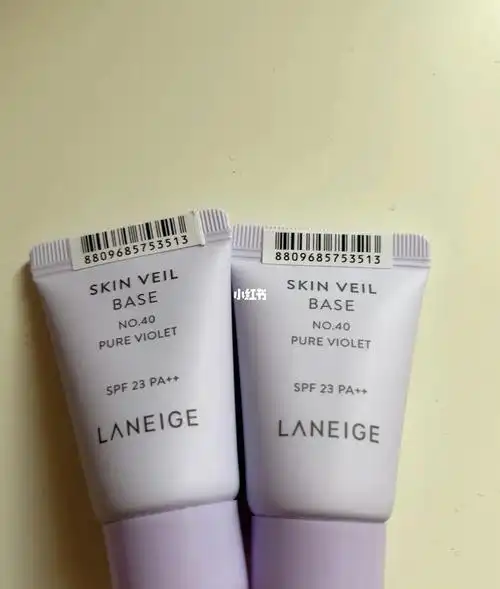 8809685753513
SKIN VEIL
BASE
NO.40
PURE VIOLET
SPF 23 PA++
LANEIGE
8809685753513
SKIN VEIL
BASE
NO.40
PURE VIOLET
SPF 23 PA++
LANEIGE
小红书